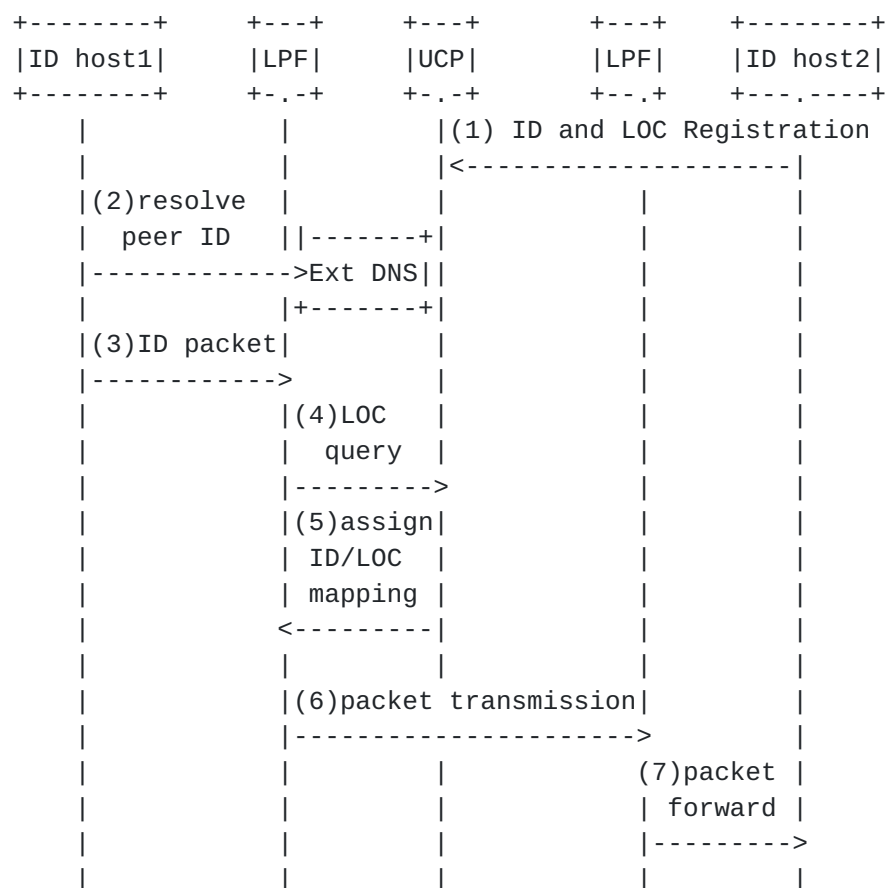 +--------+     +---+     +---+       +---+    +--------+
|ID host1|     |LPF|     |UCP|       |LPF|    |ID host2|
+--------+     +-.-+     +-.-+       +--.+    +---.----+
    |            |         |(1) ID and LOC Registration
    |            |         |<---------------------|
    |(2)resolve  |         |            |         |
    |  peer ID   ||-------+|            |         |
    |------------->Ext DNS||            |         |
    |            |+-------+|            |         |
    |(3)ID packet|         |            |         |
    |------------>         |            |         |
    |            |(4)LOC   |            |         |
    |            |  query  |            |         |
    |            |--------->            |         |
    |            |(5)assign|            |         |
    |            | ID/LOC  |            |         |
    |            | mapping |            |         |
    |            <---------|            |         |
    |            |         |            |         |
    |            |(6)packet transmission|         |
    |            |---------------------->         |
    |            |         |            (7)packet |
    |            |         |            | forward |
    |            |         |            |--------->
    |            |         |            |         |